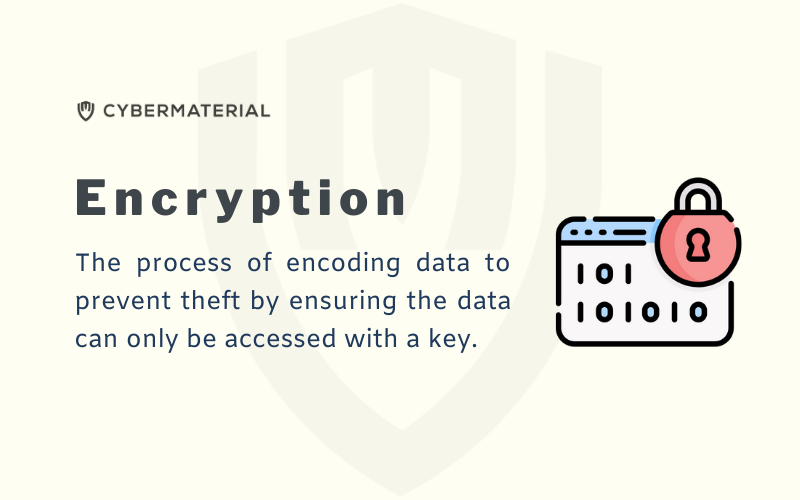 CYBERMATERIAL
Encryption
The process of encoding data to
prevent theft by ensuring the data
can only be accessed with a key.
101
101010